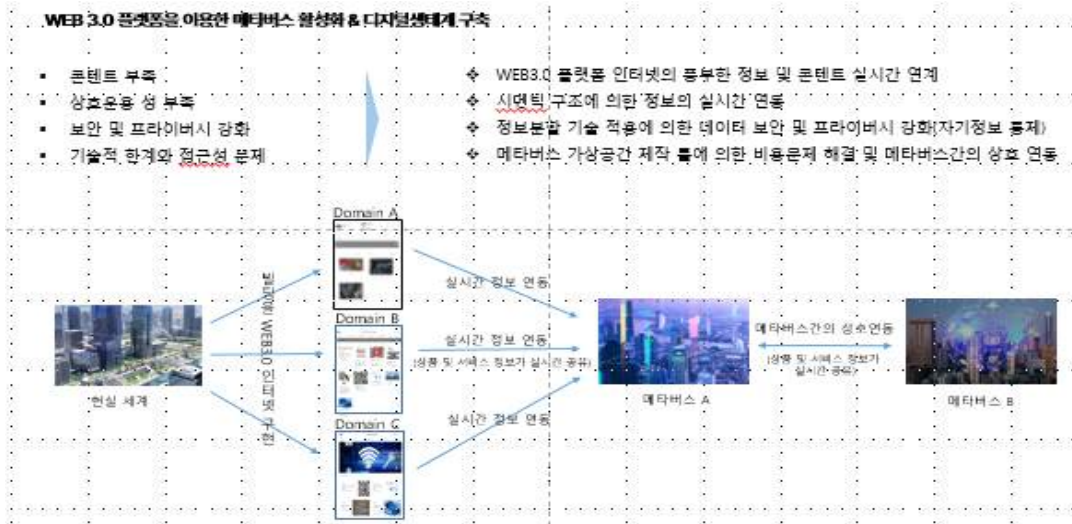 WEB 3.0 플랫폼을 이용한 메타버스 활성화 & 디지털생태계 구축
콘텐트 부족
상호운용 성 부족
보안 및 프라이버시 강화
기술적 한계와 접근성 문제
WEB3.0 플랫폼 인터넷의 풍부한 정보 및 콘텐트 실시간 연계
시멘틱 구조에 의한 정보의 실시간 연동
정보분할 기술 적용에 의한 데이터 보안 및 프라이버시 강화(자기정보 통제)
메타버스 가상공간 제작 툴에 의한 비용문제 해결 및 메타버스간의 상호 연동
Domain A
Domain B
Domain C
WEB3.0 인터넷 구현
현실 세계
실시간 정보 연동
실시간 정보 연동
(상품 및 서비스 정보가 실시간 공유)
실시간 정보 연동
메타버스 A
메타버스간의 상호연동
(상품 및 서비스 정보가
실시간 공유)
메타버스 B